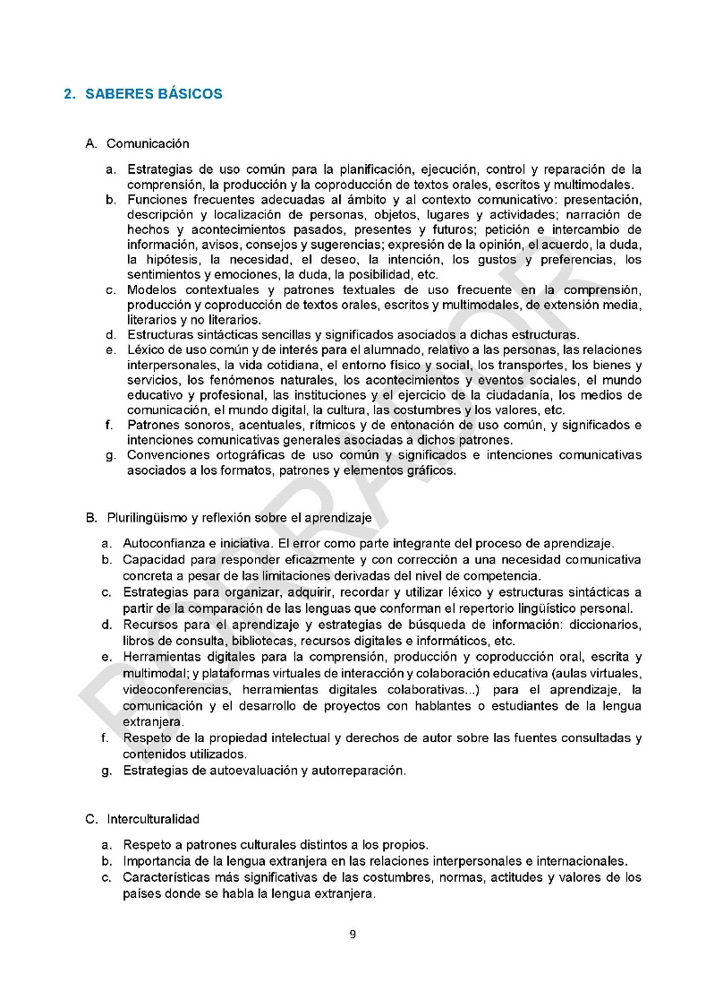 2. SABERES BÁSICOS
A. Comunicación
a. Estrategias de uso común para la planificación, ejecución, control y reparación de la
comprensión, la producción y la coproducción de textos orales, escritos y multimodales.
b. Funciones frecuentes adecuadas al ámbito y al contexto comunicativo: presentación,
descripción y localización de personas, objetos, lugares y actividades; narración de
hechos y acontecimientos pasados, presentes y futuros; petición e intercambio de
información, avisos, consejos y sugerencias; expresión de la opinión, el acuerdo, la duda,
la hipótesis, la necesidad, el deseo, la intención, los gustos y preferencias, los
sentimientos y emociones, la duda, la posibilidad, etc.
c. Modelos contextuales y patrones textuales de uso frecuente en la comprensión,
producción y coproducción de textos orales, escritos y multimodales, de extensión media,
literarios y no literarios.
d. Estructuras sintácticas sencillas y significados asociados a dichas estructuras.
e. Léxico de uso común y de interés para el alumnado, relativo a las personas, las relaciones
interpersonales, la vida cotidiana, el entorno físico y social, los transportes, los bienes y
servicios, los fenómenos naturales, los acontecimientos y eventos sociales, el mundo
educativo y profesional, las instituciones y el ejercicio de la ciudadanía, los medios de
comunicación, el mundo digital, la cultura, las costumbres y los valores, etc.
f. Patrones sonoros, acentuales, rítmicos y de entonación de uso común, y significados e
intenciones comunicativas generales asociadas a dichos patrones.
g. Convenciones ortográficas de uso común y significados e intenciones comunicativas
asociados a los formatos, patrones y elementos gráficos.
B. Plurilingüismo y reflexión sobre el aprendizaje
a. Autoconfianza e iniciativa. El error como parte integrante del proceso de aprendizaje.
b. Capacidad para responder eficazmente y con corrección a una necesidad comunicativa
concreta a pesar de las limitaciones derivadas del nivel de competencia.
c. Estrategias para organizar, adquirir, recordar y utilizar léxico y estructuras sintácticas a
partir de la comparación de las lenguas que conforman el repertorio lingüístico personal.
d. Recursos para el aprendizaje y estrategias de búsqueda de información: diccionarios,
libros de consulta, bibliotecas, recursos digitales e informáticos, etc.
e. Herramientas digitales para la comprensión, producción y coproducción oral, escrita y
multimodal; y plataformas virtuales de interacción y colaboración educativa (aulas virtuales,
videoconferencias, herramientas digitales colaborativas...) para el aprendizaje, la
comunicación y el desarrollo de proyectos con hablantes o estudiantes de la lengua
extranjera.
f. Respeto de la propiedad intelectual y derechos de autor sobre las fuentes consultadas y
contenidos utilizados.
g. Estrategias de autoevaluación y autorreparación.
C. Interculturalidad
a. Respeto a patrones culturales distintos a los propios.
b. Importancia de la lengua extranjera en las relaciones interpersonales e internacionales.
c. Características más significativas de las costumbres, normas, actitudes y valores de los
países donde se habla la lengua extranjera.
9
BORRADOR